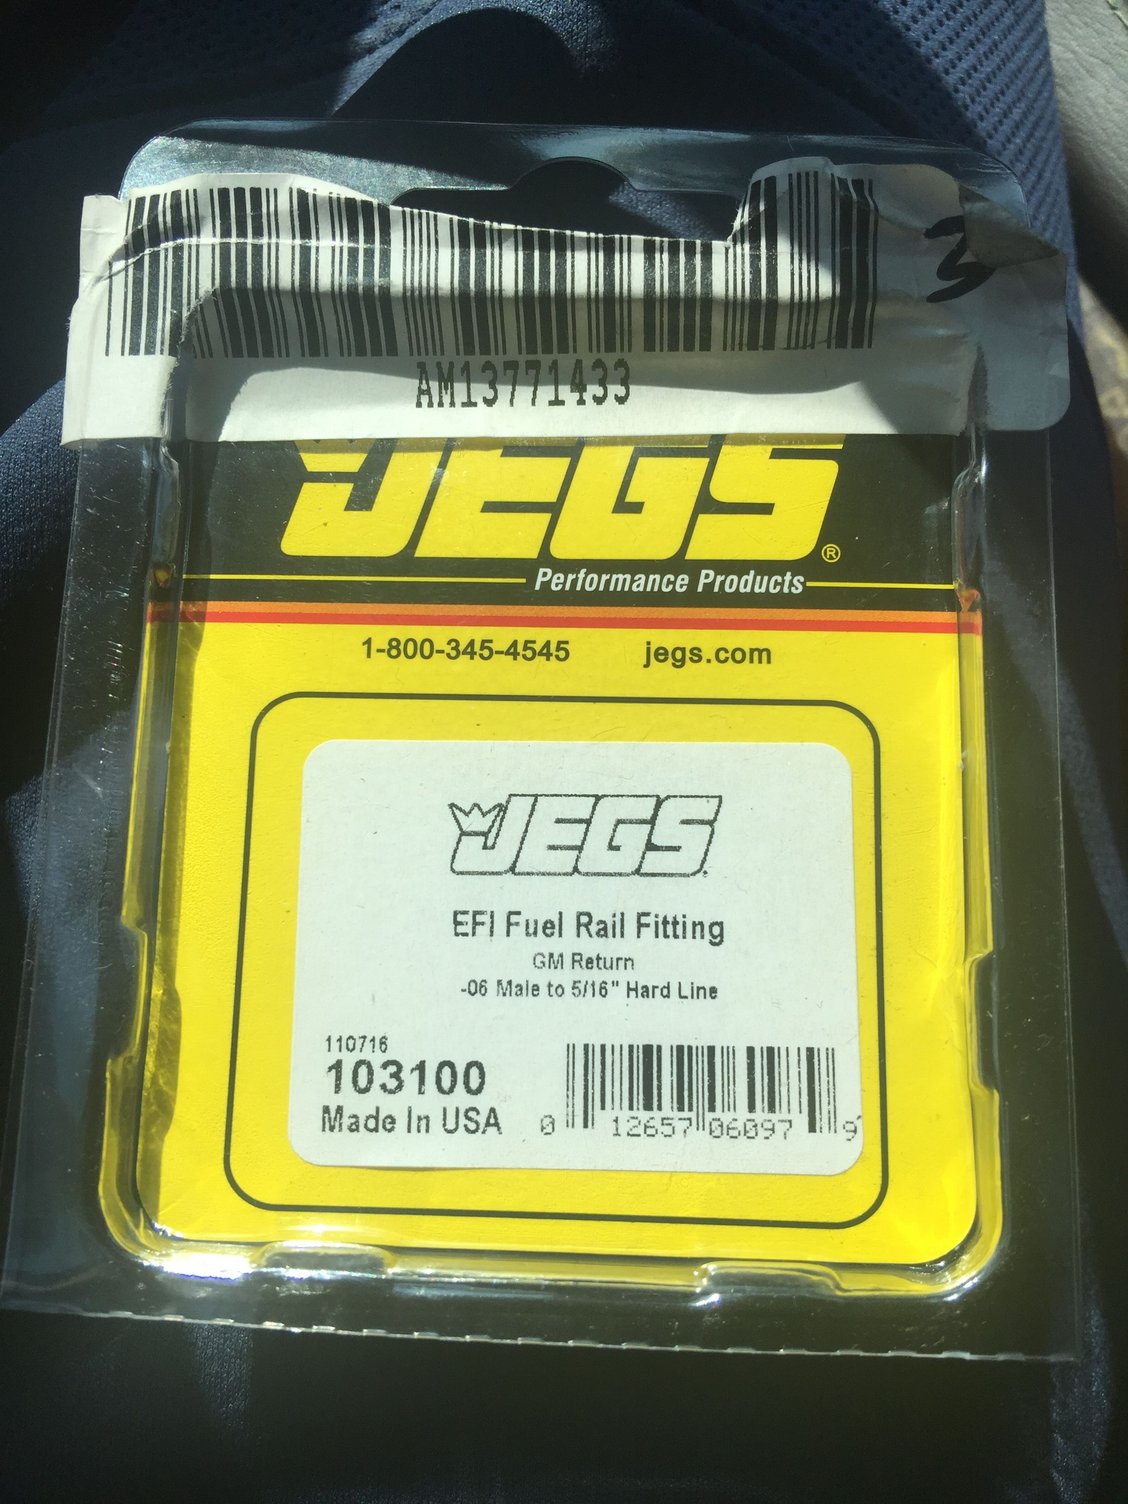 3
AM13771433
JEGS®
Performance Products
1-800-345-4545 jegs.com
JEGS
EFI Fuel Rail Fitting
GM Return
-06 Male to 5/16" Hard Line
110716
103100
Made In USA
0 12657 06097 9